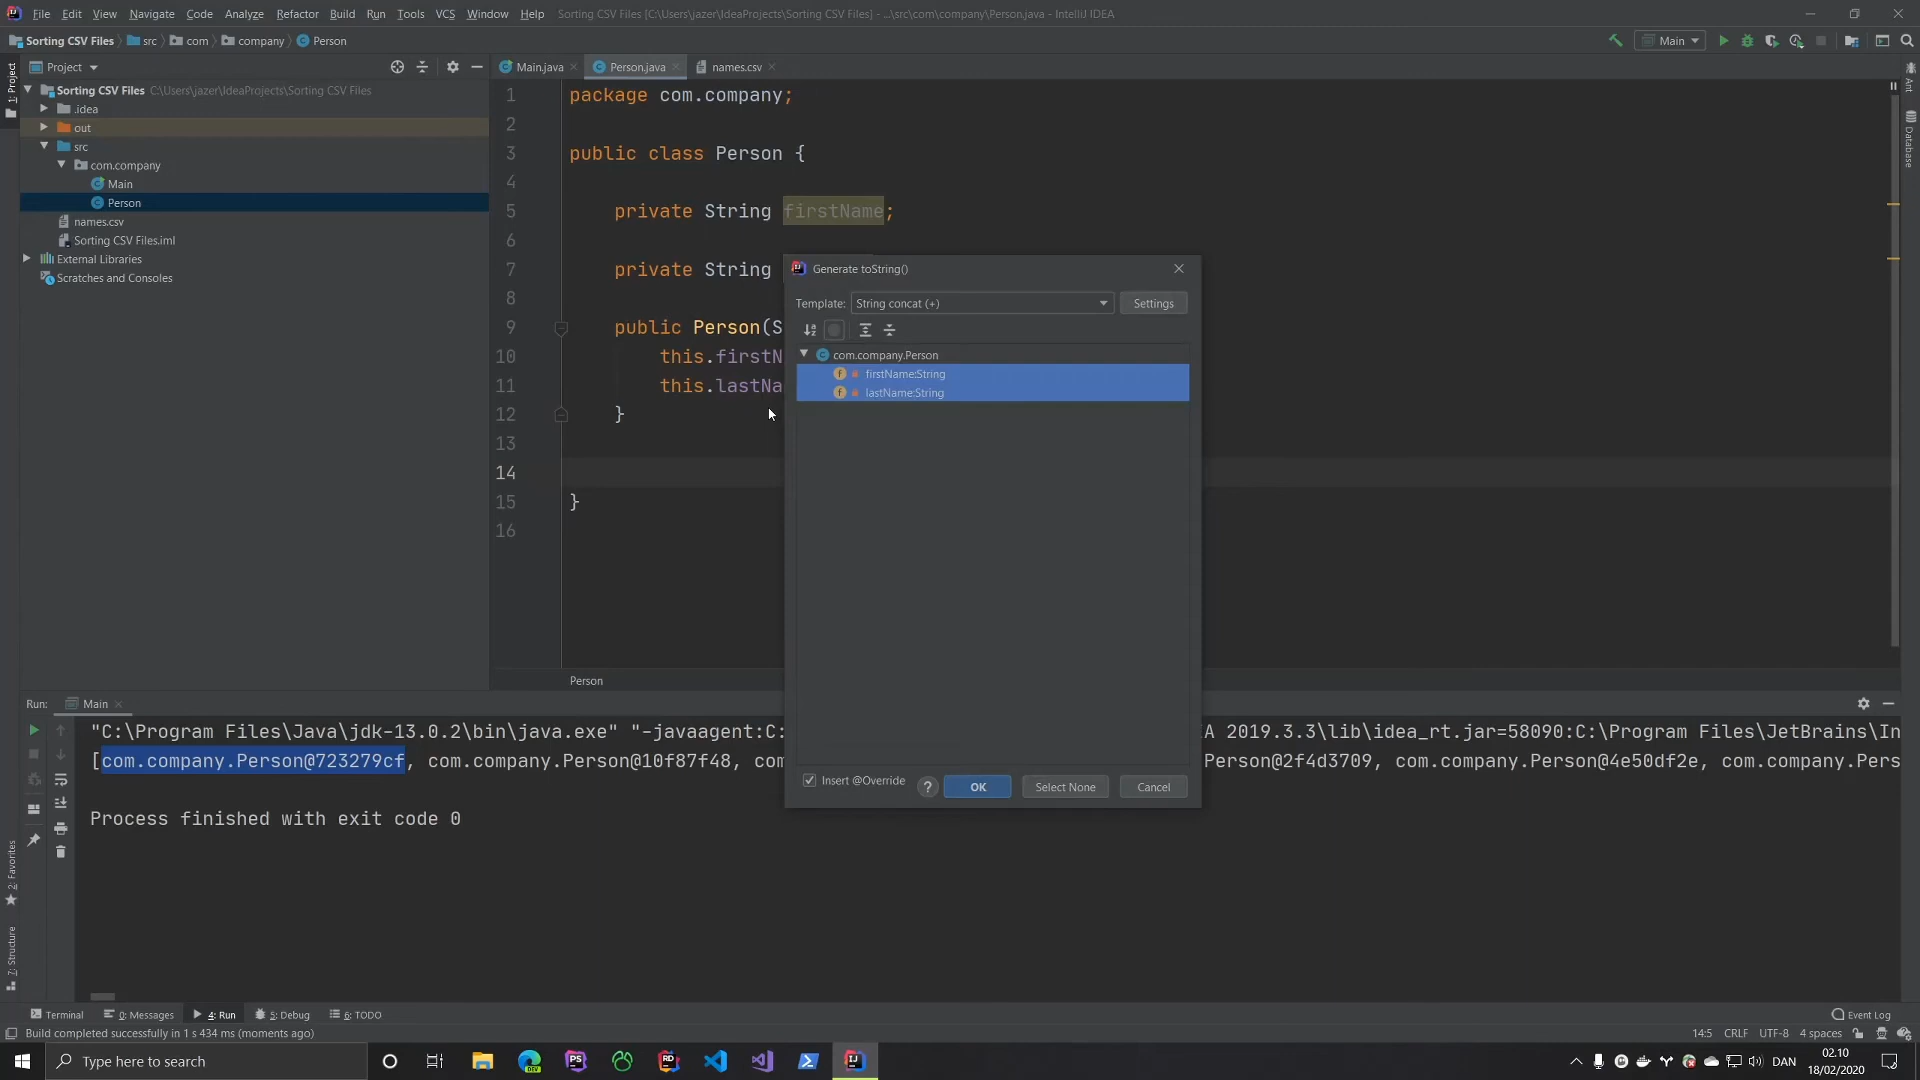 File Edit View Navigate Code Analyze Refactor Build Run Tools VCS Window Help Sorting CSV Files [C:\Users\jazer\IdeaProjects\Sorting CSV Files] - ...\src\com\company\Person.java - IntelliJ IDEA
Sorting CSV Files src com company Person Main
1: Project
Project
Main.java Person.java names.csv
Sorting CSV Files C:\Users\jazer\IdeaProjects\Sorting CSV Files
.idea
out
src
com.company
Main
Person
names.csv
Sorting CSV Files.iml
External Libraries
Scratches and Consoles
1 package com.company;
2
3 public class Person {
4
5 private String firstName;
6
7 private String
8
9 public Person(S
10 this.firstN
11 this.lastNa
12 }
13
14
15 }
16
Person
Ant
Database
Generate toString()
Template: String concat (+) Settings
com.company.Person
firstName:String
lastName:String
Insert @Override ? OK Select None Cancel
Run: Main
"C:\Program Files\Java\jdk-13.0.2\bin\java.exe" "-javaagent:C: A 2019.3.3\lib\idea_rt.jar=58090:C:\Program Files\JetBrains\In
[com.company.Person@723279cf, com.company.Person@10f87f48, com Person@2f4d3709, com.company.Person@4e50df2e, com.company.Pers
Process finished with exit code 0
2: Favorites
7: Structure
Terminal 0: Messages 4: Run 5: Debug 6: TODO Event Log
Build completed successfully in 1 s 434 ms (moments ago) 14:5 CRLF UTF-8 4 spaces
Type here to search DAN 02.10
18/02/2020